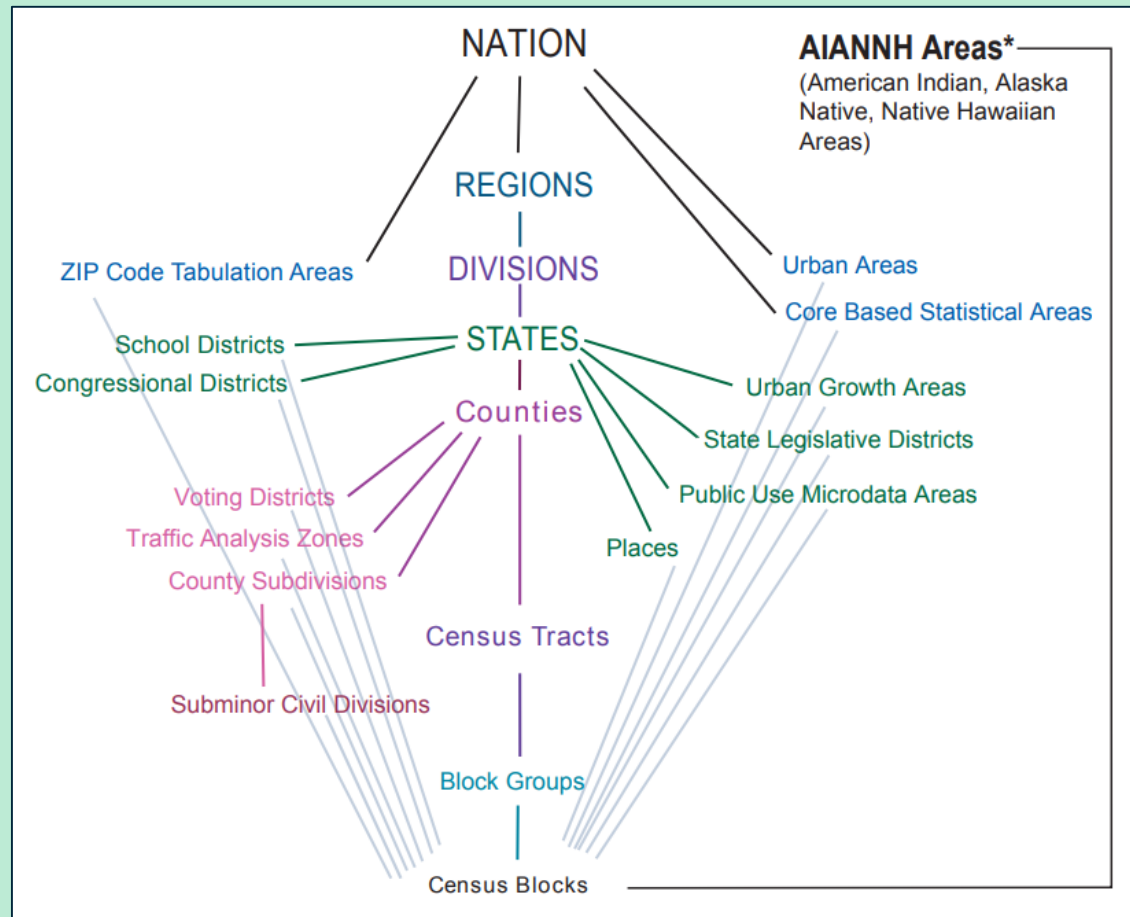 NATION
AIANNH Areas*
(American Indian, Alaska
Native, Native Hawaiian
Areas)
REGIONS
DIVISIONS
ZIP Code Tabulation Areas
Urban Areas
Core Based Statistical Areas
STATES
School Districts
Congressional Districts
Urban Growth Areas
Counties
State Legislative Districts
Voting Districts
Public Use Microdata Areas
Traffic Analysis Zones
Places
County Subdivisions
Census Tracts
Subminor Civil Divisions
Block Groups
Census Blocks